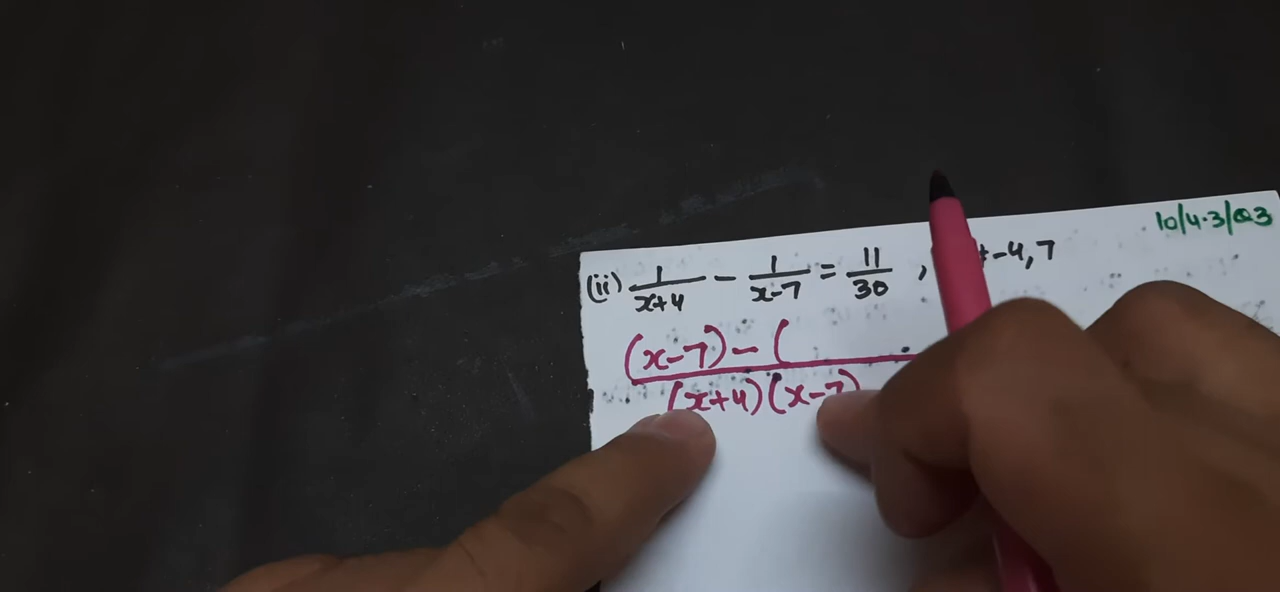 10/4.3/Q3
(ii) 1/(x+4) - 1/(x-7) = 11/30 , -4,7
(x-7) - (
(x+4)(x-7)